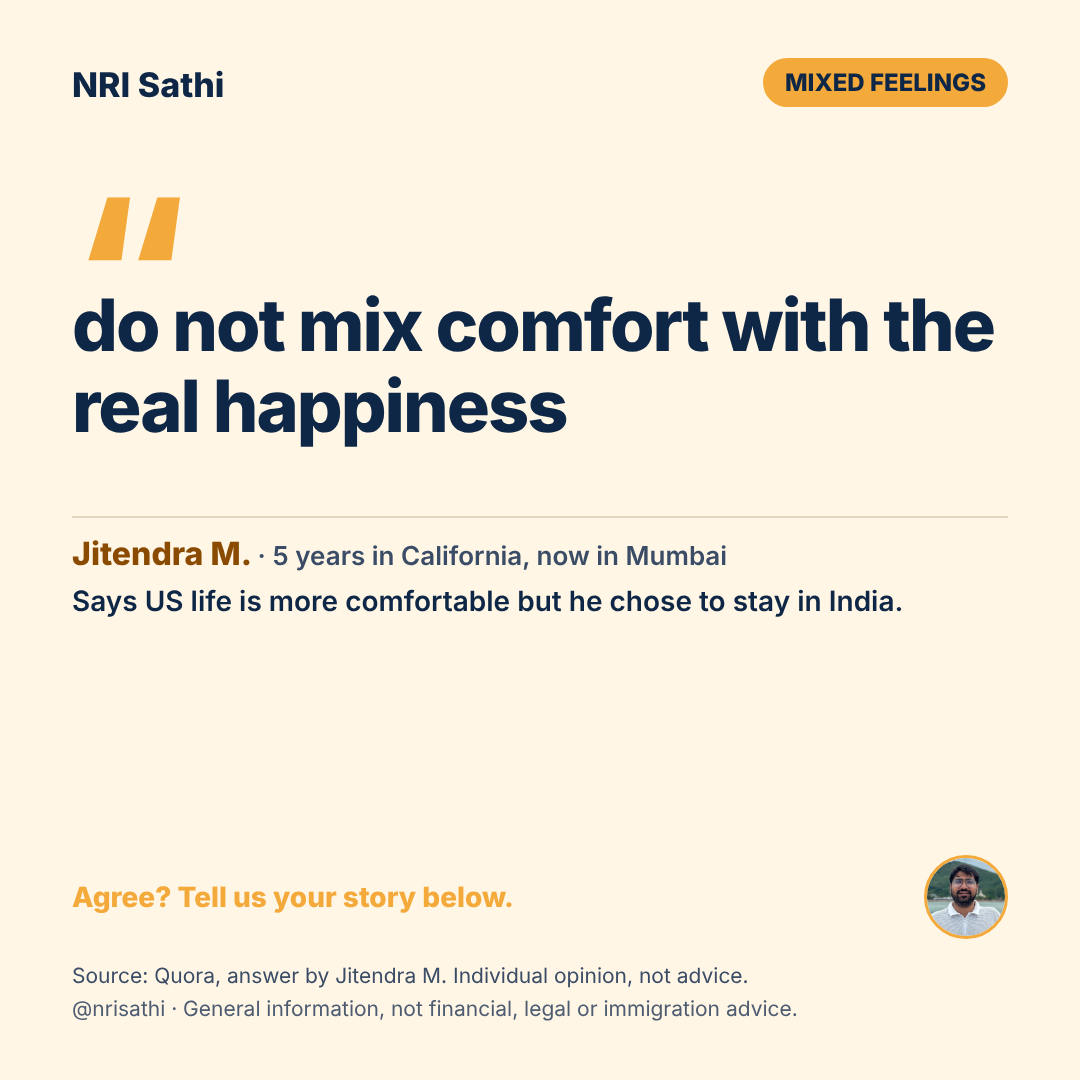 NRI Sathi
MIXED FEELINGS
“
do not mix comfort with the
real happiness
Jitendra M. · 5 years in California, now in Mumbai
Says US life is more comfortable but he chose to stay in India.
Agree? Tell us your story below.
Source: Quora, answer by Jitendra M. Individual opinion, not advice.
@nrisathi · General information, not financial, legal or immigration advice.